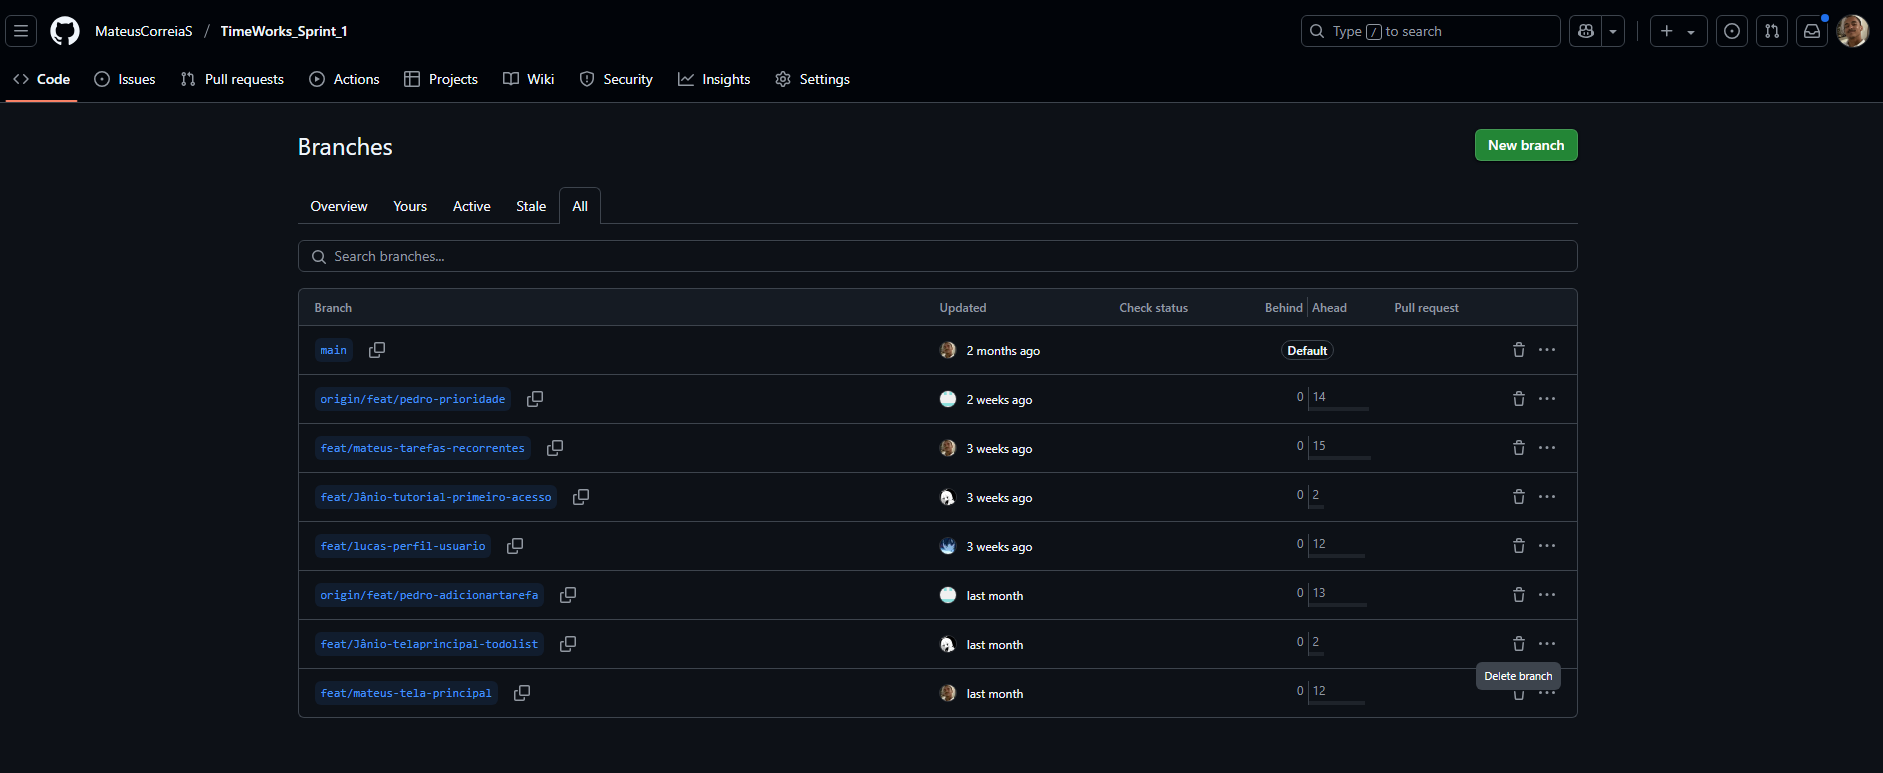 MateusCorreiaS / TimeWorks_Sprint_1
Type / to search
Code Issues Pull requests Actions Projects Wiki Security Insights Settings
Branches
New branch
Overview Yours Active Stale All
Search branches...
Branch Updated Check status Behind Ahead Pull request
main 2 months ago Default
origin/feat/pedro-prioridade 2 weeks ago 0 14
feat/mateus-tarefas-recorrentes 3 weeks ago 0 15
feat/Jânio-tutorial-primeiro-acesso 3 weeks ago 0 2
feat/lucas-perfil-usuario 3 weeks ago 0 12
origin/feat/pedro-adicionartarefa last month 0 13
feat/Jânio-telaprincipal-todolist last month 0 2
Delete branch
feat/mateus-tela-principal last month 0 12